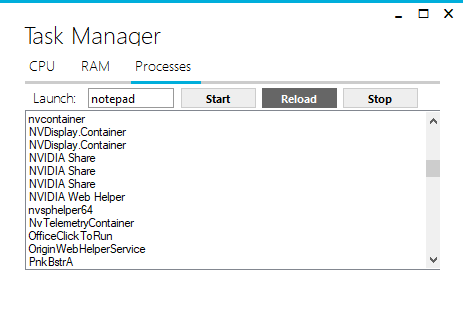 Task Manager
CPU RAM Processes
Launch: notepad Start Reload Stop
nvcontainer
NVDisplay.Container
NVDisplay.Container
NVIDIA Share
NVIDIA Share
NVIDIA Share
NVIDIA Web Helper
nvsphelper64
NvTelemetryContainer
OfficeClickToRun
OriginWebHelperService
PnkBstrA